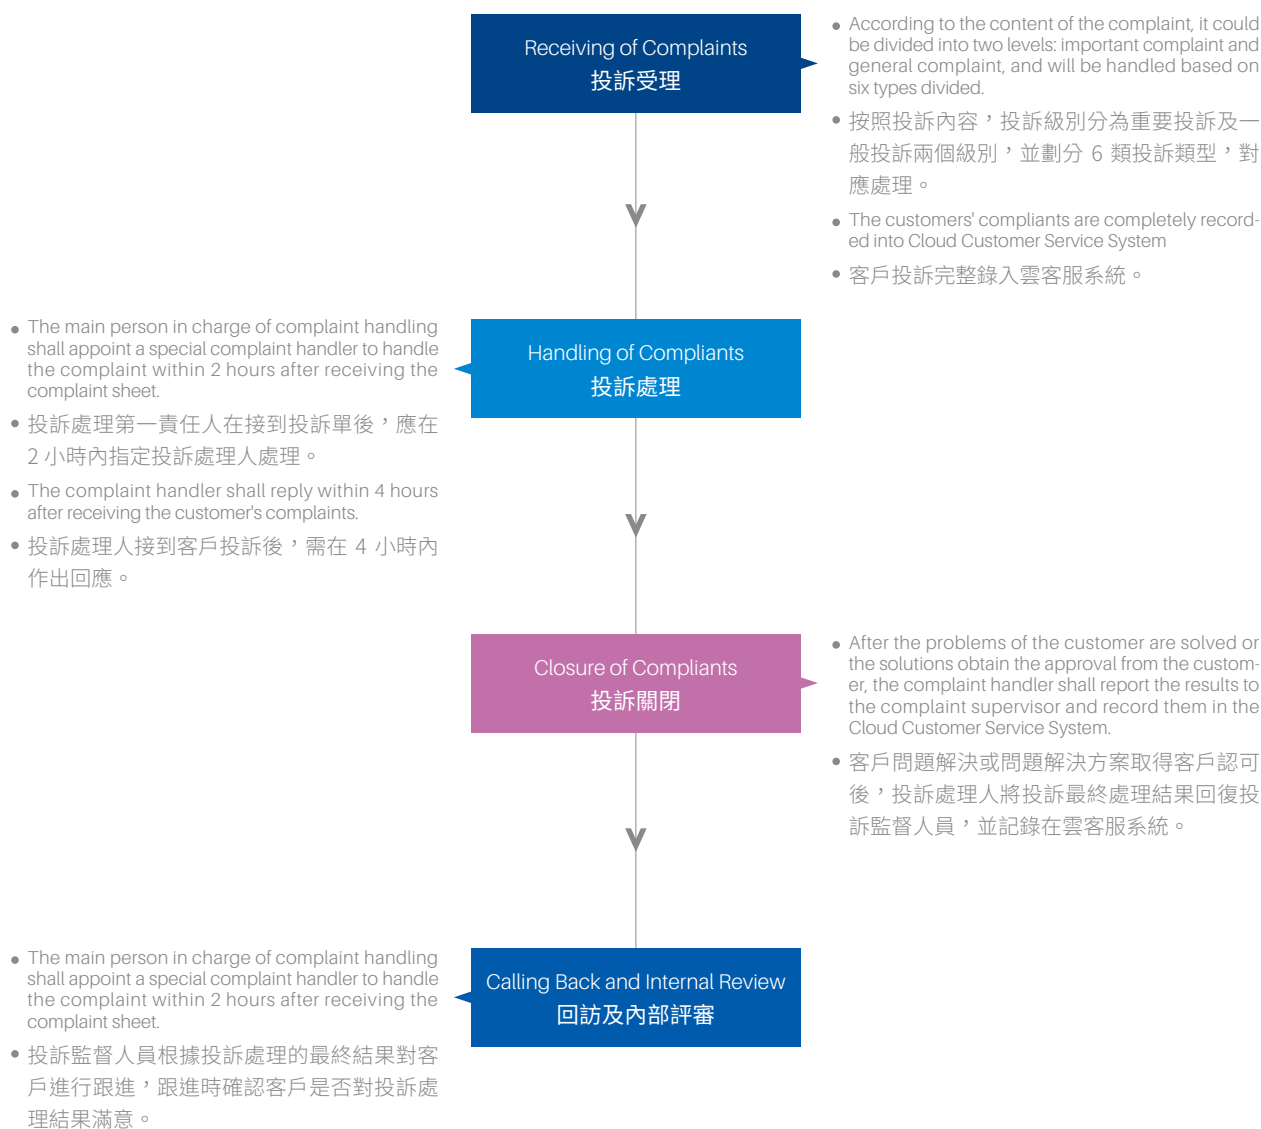 Receiving of Complaints
投訴受理
● According to the content of the complaint, it could
be divided into two levels: important complaint and
general complaint, and will be handled based on
six types divided.
● 按照投訴內容，投訴級別分為重要投訴及一
般投訴兩個級別，並劃分 6 類投訴類型，對
應處理。
● The customers' compliants are completely record-
ed into Cloud Customer Service System
● 客戶投訴完整錄入雲客服系統。
Handling of Compliants
投訴處理
● The main person in charge of complaint handling
shall appoint a special complaint handler to handle
the complaint within 2 hours after receiving the
complaint sheet.
● 投訴處理第一責任人在接到投訴單後，應在
2 小時內指定投訴處理人處理。
● The complaint handler shall reply within 4 hours
after receiving the customer's complaints.
● 投訴處理人接到客戶投訴後，需在 4 小時內
作出回應。
Closure of Compliants
投訴關閉
● After the problems of the customer are solved or
the solutions obtain the approval from the custom-
er, the complaint handler shall report the results to
the complaint supervisor and record them in the
Cloud Customer Service System.
● 客戶問題解決或問題解決方案取得客戶認可
後，投訴處理人將投訴最終處理結果回復投
訴監督人員，並記錄在雲客服系統。
Calling Back and Internal Review
回訪及內部評審
● The main person in charge of complaint handling
shall appoint a special complaint handler to handle
the complaint within 2 hours after receiving the
complaint sheet.
● 投訴監督人員根據投訴處理的最終結果對客
戶進行跟進，跟進時確認客戶是否對投訴處
理結果滿意。